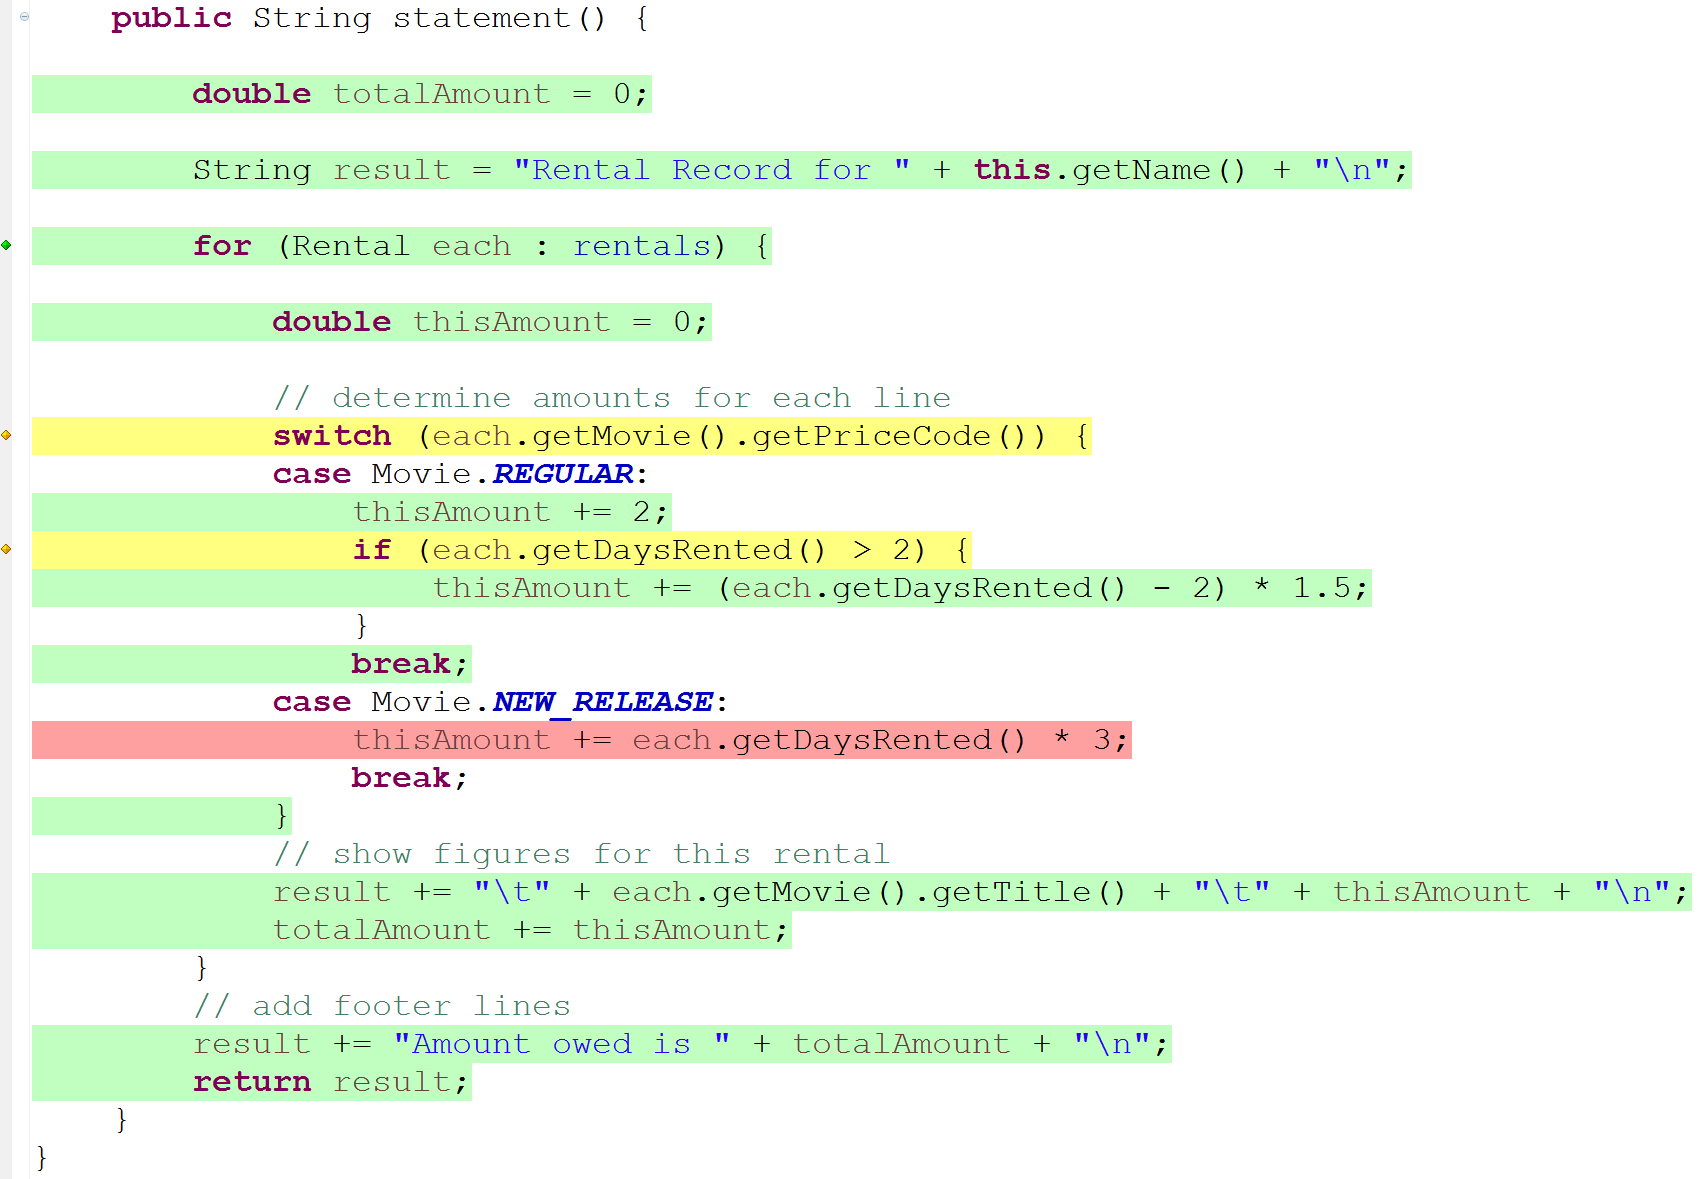 public String statement() {
double totalAmount = 0;
String result = "Rental Record for " + this.getName() + "\n";
for (Rental each : rentals) {
double thisAmount = 0;
// determine amounts for each line
switch (each.getMovie().getPriceCode()) {
case Movie.REGULAR:
thisAmount += 2;
if (each.getDaysRented() > 2) {
thisAmount += (each.getDaysRented() - 2) * 1.5;
}
break;
case Movie.NEW_RELEASE:
thisAmount += each.getDaysRented() * 3;
break;
}
// show figures for this rental
result += "\t" + each.getMovie().getTitle() + "\t" + thisAmount + "\n";
totalAmount += thisAmount;
}
// add footer lines
result += "Amount owed is " + totalAmount + "\n";
return result;
}
}